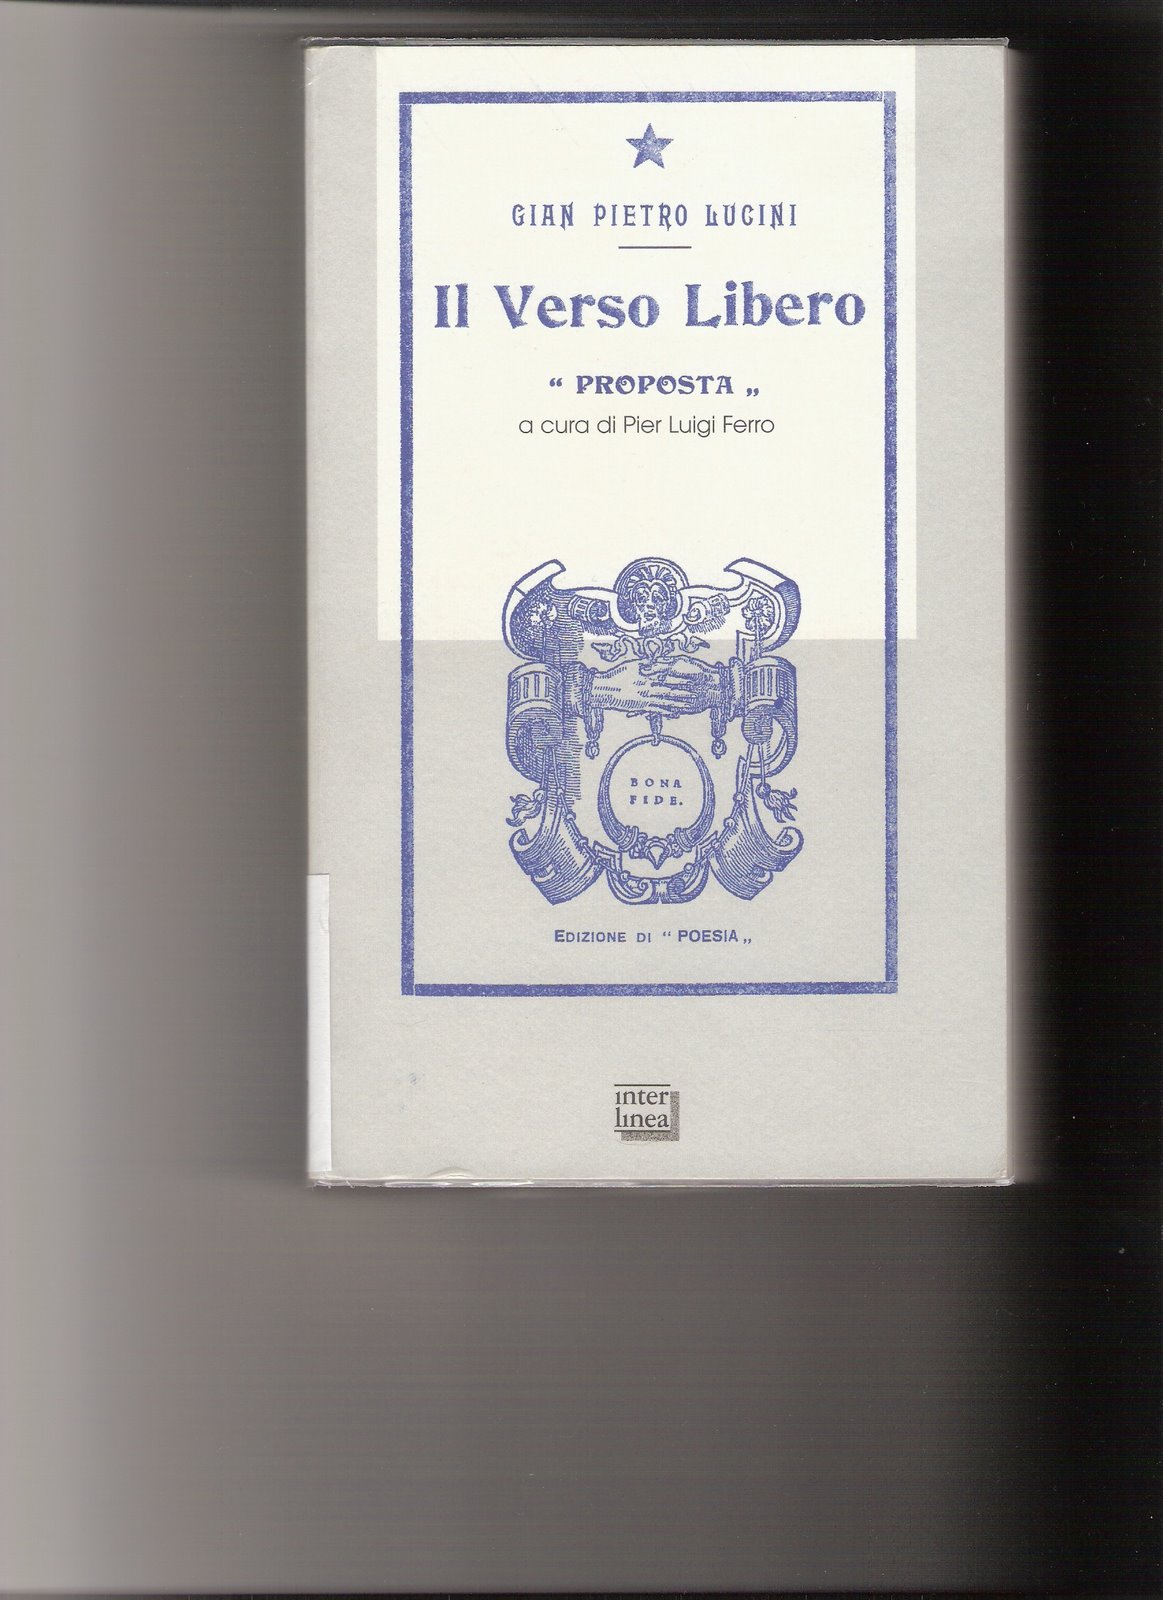 GIAN PIETRO LUCINI
Il Verso Libero
“ PROPOSTA „
a cura di Pier Luigi Ferro
BONA
FIDE.
EDIZIONE DI “ POESIA „
inter
linea